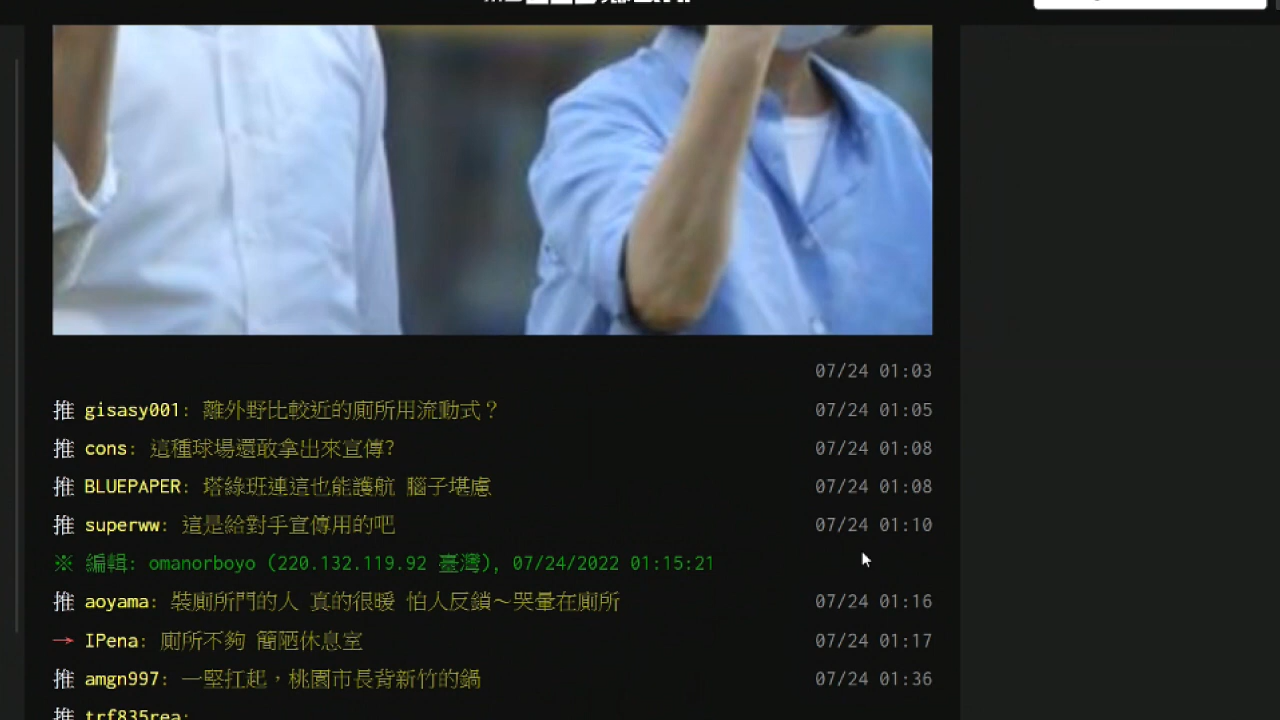 07/24 01:03
推 gisasy001: 離外野比較近的廁所用流動式？ 07/24 01:05
推 cons: 這種球場還敢拿出來宣傳? 07/24 01:08
推 BLUEPAPER: 塔綠班連這也能護航 腦子堪慮 07/24 01:08
推 superww: 這是給對手宣傳用的吧 07/24 01:10
※ 編輯: omanorboyo (220.132.119.92 臺灣), 07/24/2022 01:15:21
推 aoyama: 裝廁所門的人 真的很暖 怕人反鎖～哭暈在廁所 07/24 01:16
→ IPena: 廁所不夠 簡陋休息室 07/24 01:17
推 amgn997: 一堅扛起，桃園市長背新竹的鍋 07/24 01:36
推 trf835rea: